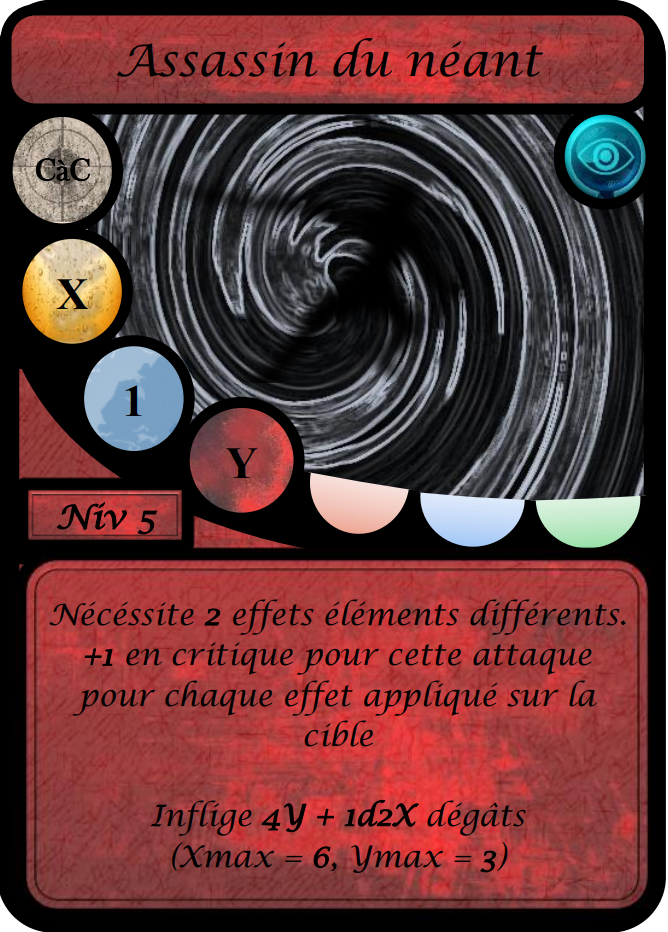 Assassin du néant
CàC
X
1
Y
Niv 5
Nécéssite 2 effets éléments différents.
+1 en critique pour cette attaque
pour chaque effet appliqué sur la
cible
Inflige 4Y + 1d2X dégâts
(Xmax = 6, Ymax = 3)